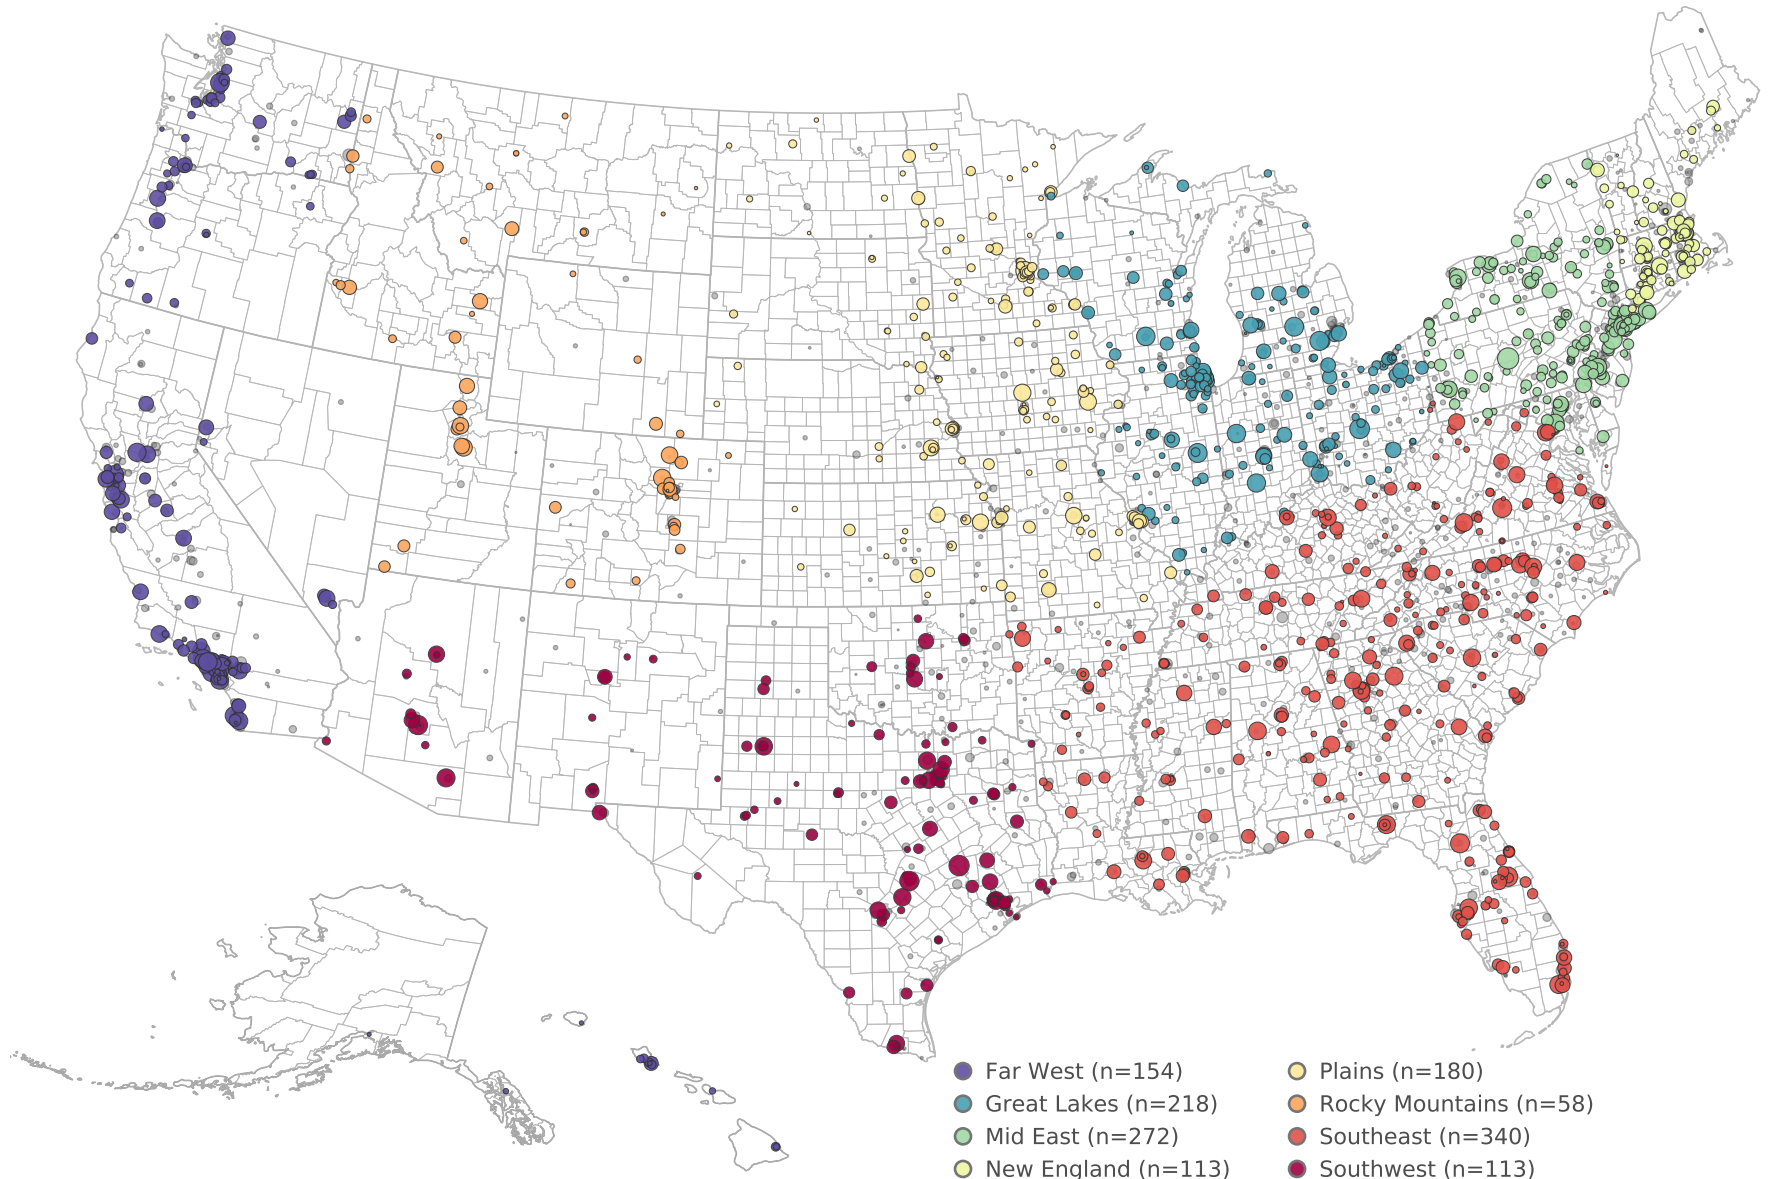 Far West (n=154)
Great Lakes (n=218)
Mid East (n=272)
New England (n=113)
Plains (n=180)
Rocky Mountains (n=58)
Southeast (n=340)
Southwest (n=113)